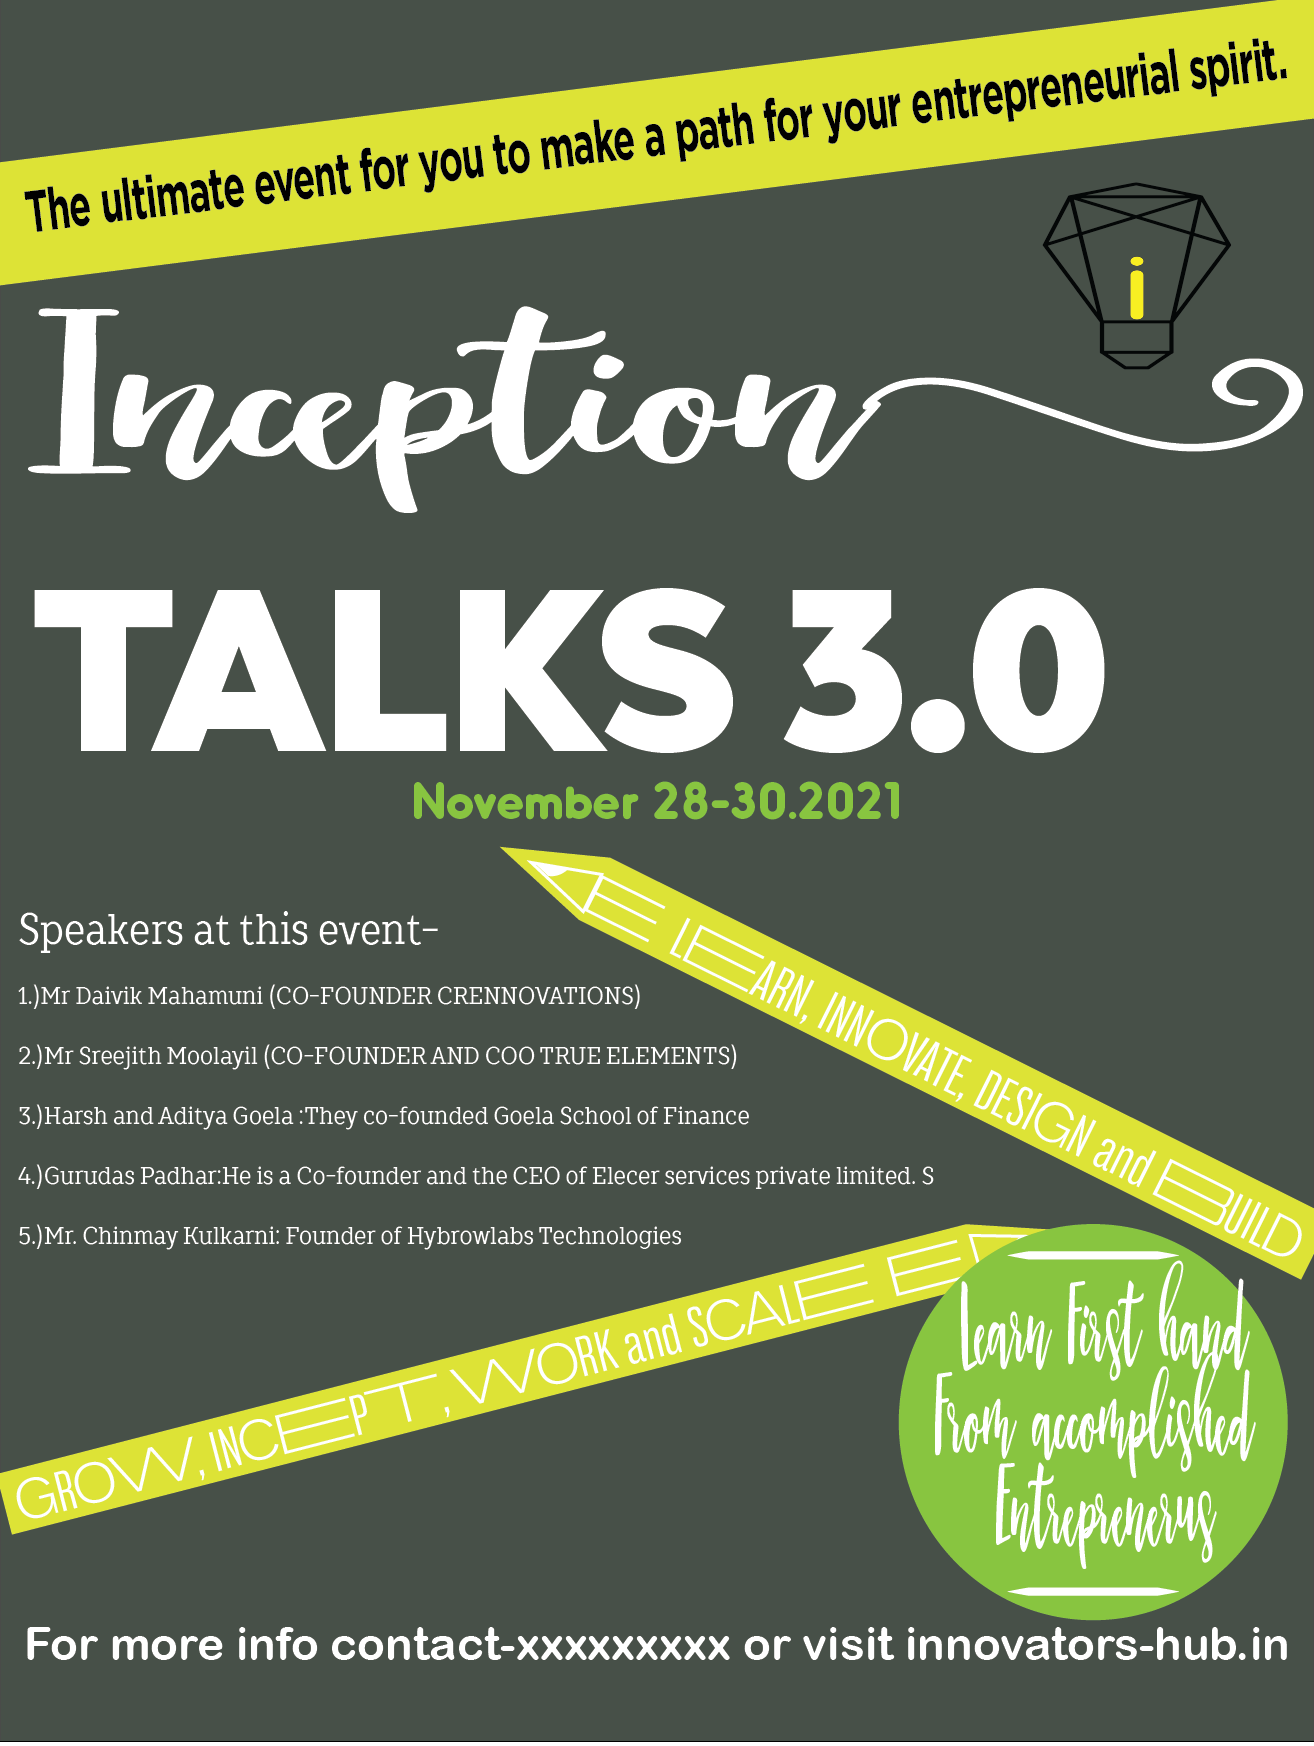 The ultimate event for you to make a path for your entrepreneurial spirit.
i
Inception
TALKS 3.0
November 28-30.2021
Speakers at this event-
1.)Mr Daivik Mahamuni (CO-FOUNDER CRENNOVATIONS)
2.)Mr Sreejith Moolayil (CO-FOUNDER AND COO TRUE ELEMENTS)
3.)Harsh and Aditya Goela :They co-founded Goela School of Finance
4.)Gurudas Padhar:He is a Co-founder and the CEO of Elecer services private limited. S
5.)Mr. Chinmay Kulkarni: Founder of Hybrowlabs Technologies
LEARN, INNOVATE, DESIGN and BUILD
GROW, INCEPT, WORK and SCALE
Learn First hand
From accomplished
Entreprenerus
For more info contact-xxxxxxxxx or visit innovators-hub.in